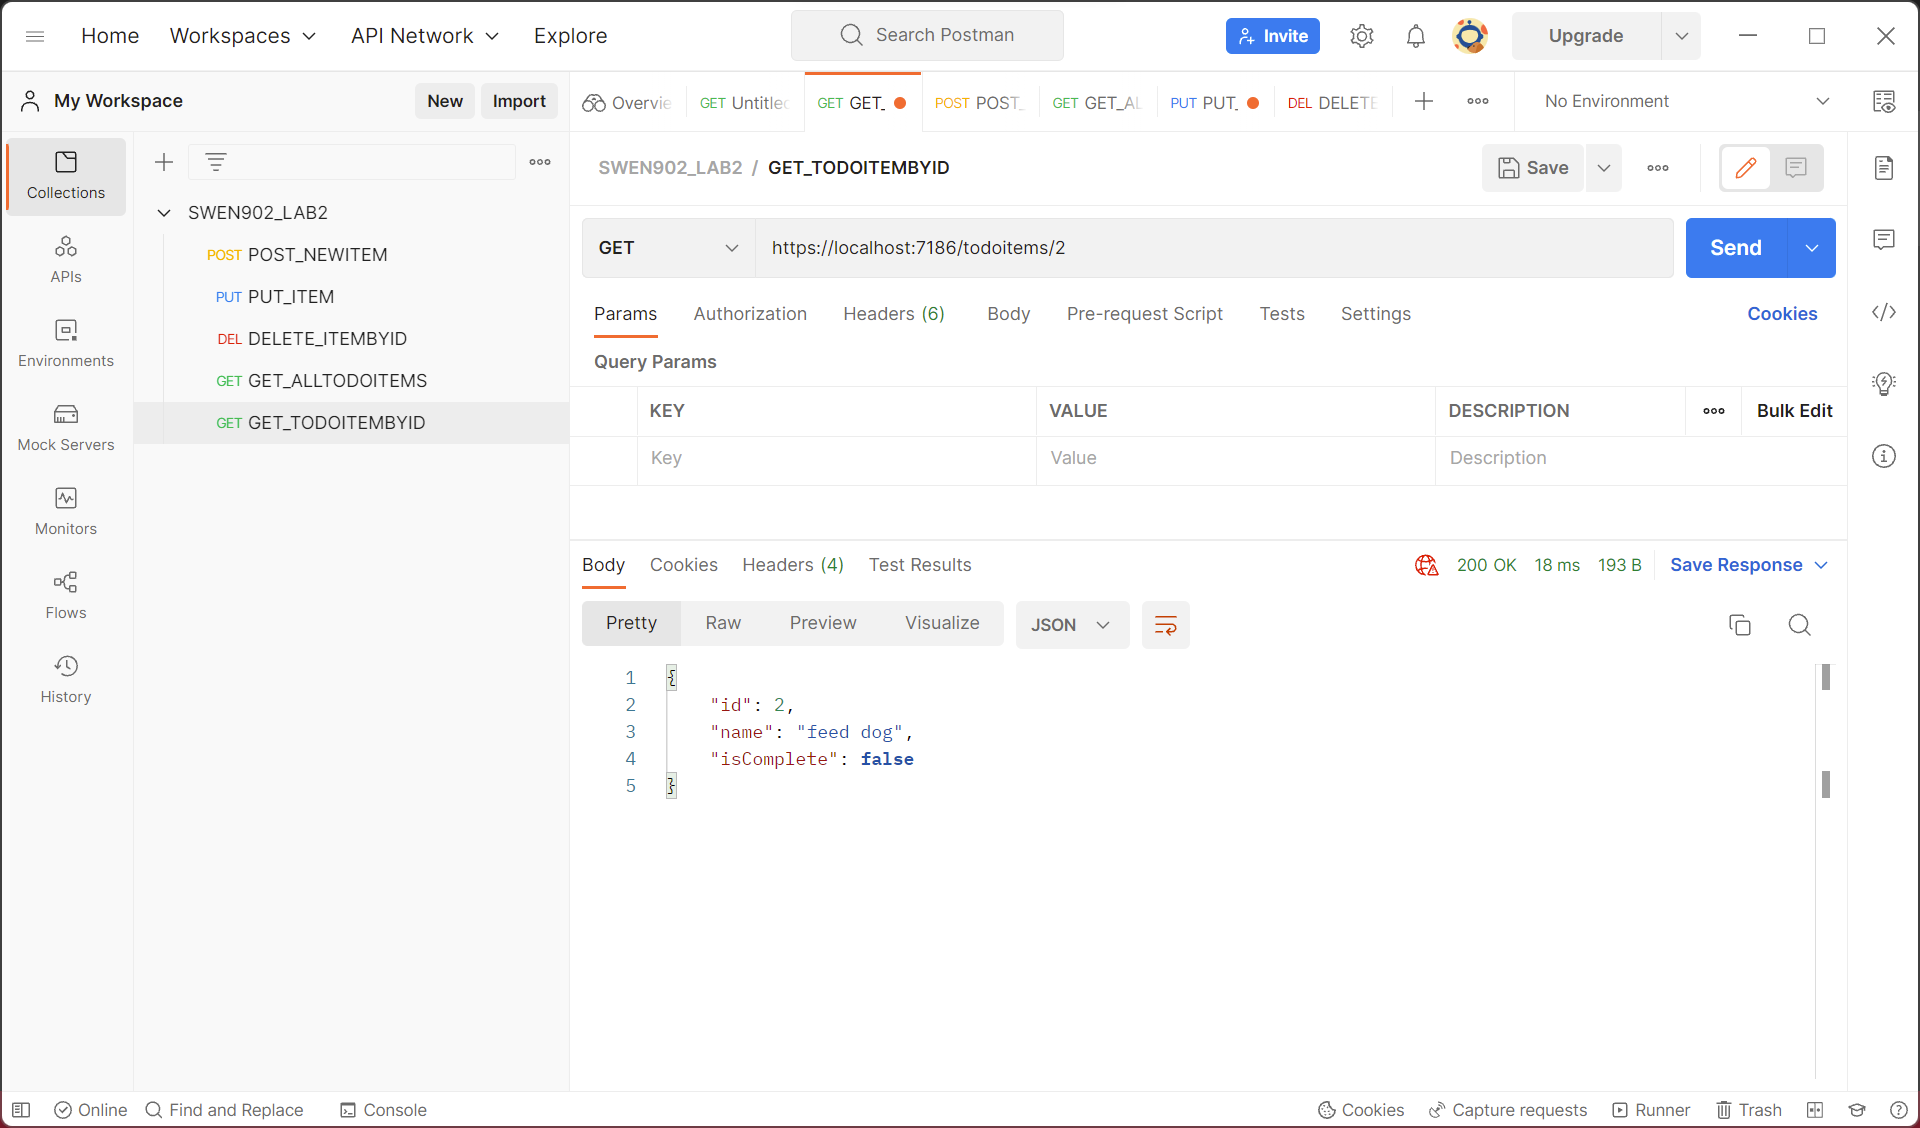 Home Workspaces API Network Explore Search Postman Invite Upgrade
My Workspace New Import Overvie GET Untitled GET GET_ POST POST_ GET GET_AL PUT PUT_ DEL DELETE No Environment
SWEN902_LAB2 / GET_TODOITEMBYID Save
Collections
APIs
Environments
Mock Servers
Monitors
Flows
History
SWEN902_LAB2
POST POST_NEWITEM
PUT PUT_ITEM
DEL DELETE_ITEMBYID
GET GET_ALLTODOITEMS
GET GET_TODOITEMBYID
GET https://localhost:7186/todoitems/2 Send
Params Authorization Headers (6) Body Pre-request Script Tests Settings Cookies
Query Params
KEY VALUE DESCRIPTION Bulk Edit
Key Value Description
Body Cookies Headers (4) Test Results 200 OK 18 ms 193 B Save Response
Pretty Raw Preview Visualize JSON
1 {
2 "id": 2,
3 "name": "feed dog",
4 "isComplete": false
5 }
Online Find and Replace Console Cookies Capture requests Runner Trash